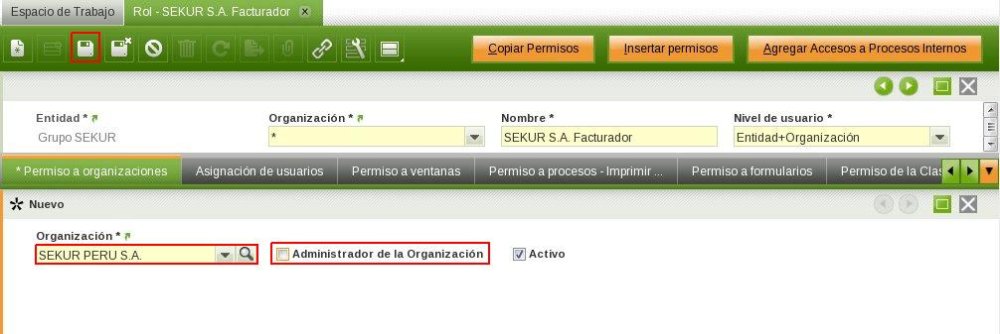 Espacio de Trabajo Rol - SEKUR S.A. Facturador
Copiar Permisos Insertar permisos Agregar Accesos a Procesos Internos
Entidad * Organización * Nombre * Nivel de usuario *
Grupo SEKUR * SEKUR S.A. Facturador Entidad+Organización
* Permiso a organizaciones Asignación de usuarios Permiso a ventanas Permiso a procesos - Imprimir ... Permiso a formularios Permiso de la Clas
Nuevo
Organización *
SEKUR PERU S.A. Administrador de la Organización Activo